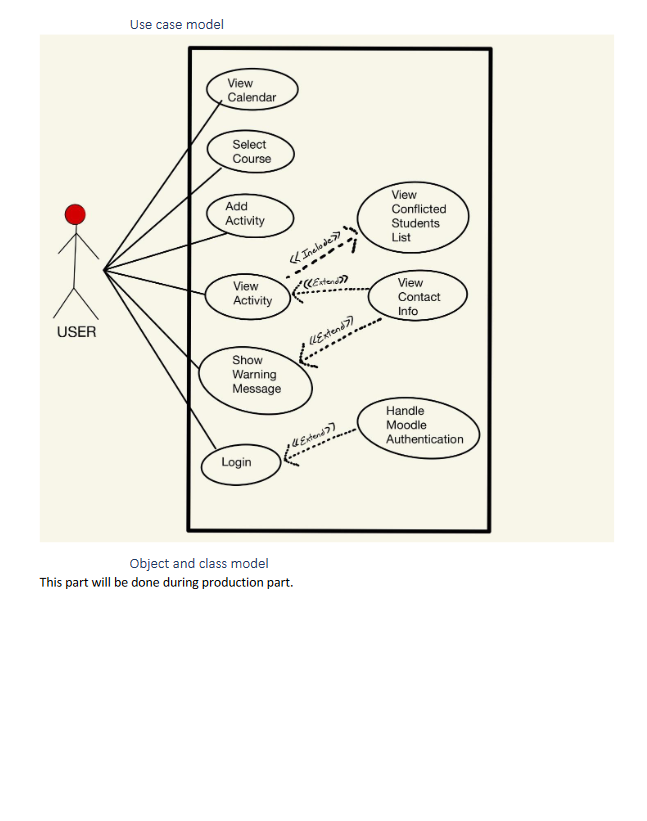 Use case model
View
Calendar
Select
Course
Add
Activity
View
Conflicted
Students
List
<<Include>>
View
Activity
<<Extend>>
View
Contact
Info
USER
<<Extend>>
Show
Warning
Message
Handle
Moodle
Authentication
<<Extend>>
Login
Object and class model
This part will be done during production part.